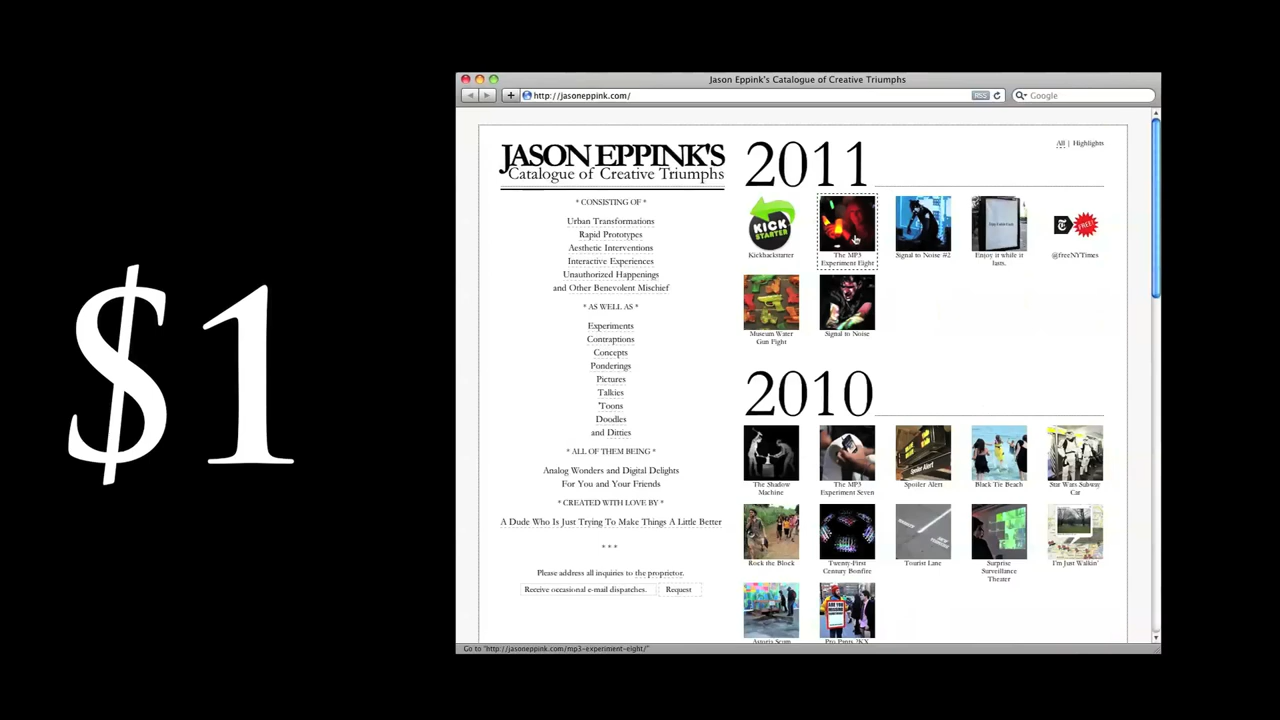 $1
Jason Eppink's Catalogue of Creative Triumphs
http://jasoneppink.com/
RSS
Google
JASON EPPINK'S
Catalogue of Creative Triumphs
* CONSISTING OF *
Urban Transformations
Rapid Prototypes
Aesthetic Interventions
Interactive Experiences
Unauthorized Happenings
and Other Benevolent Mischief
* AS WELL AS *
Experiments
Contraptions
Concepts
Ponderings
Pictures
Talkies
'Toons
Doodles
and Ditties
* ALL OF THEM BEING *
Analog Wonders and Digital Delights
For You and Your Friends
* CREATED WITH LOVE BY *
A Dude Who Is Just Trying To Make Things A Little Better
* * *
Please address all inquiries to the proprietor.
Receive occasional e-mail dispatches. Request
2011
All | Highlights
KICK
STARTER
FREE!
Kickbackstarter
The MP3
Experiment Eight
Signal to Noise #2
Enjoy it while it
lasts.
@freeNYTimes
Museum Water
Gun Fight
Signal to Noise
2010
The Shadow
Machine
The MP3
Experiment Seven
Spoiler Alert
Black Tie Beach
Star Wars Subway
Car
Rock the Block
Twenty-First
Century Bonfire
Tourist Lane
Surprise
Surveillance
Theater
I'm Just Walkin'
Astoria Scum
Go to "http://jasoneppink.com/mp3-experiment-eight/"